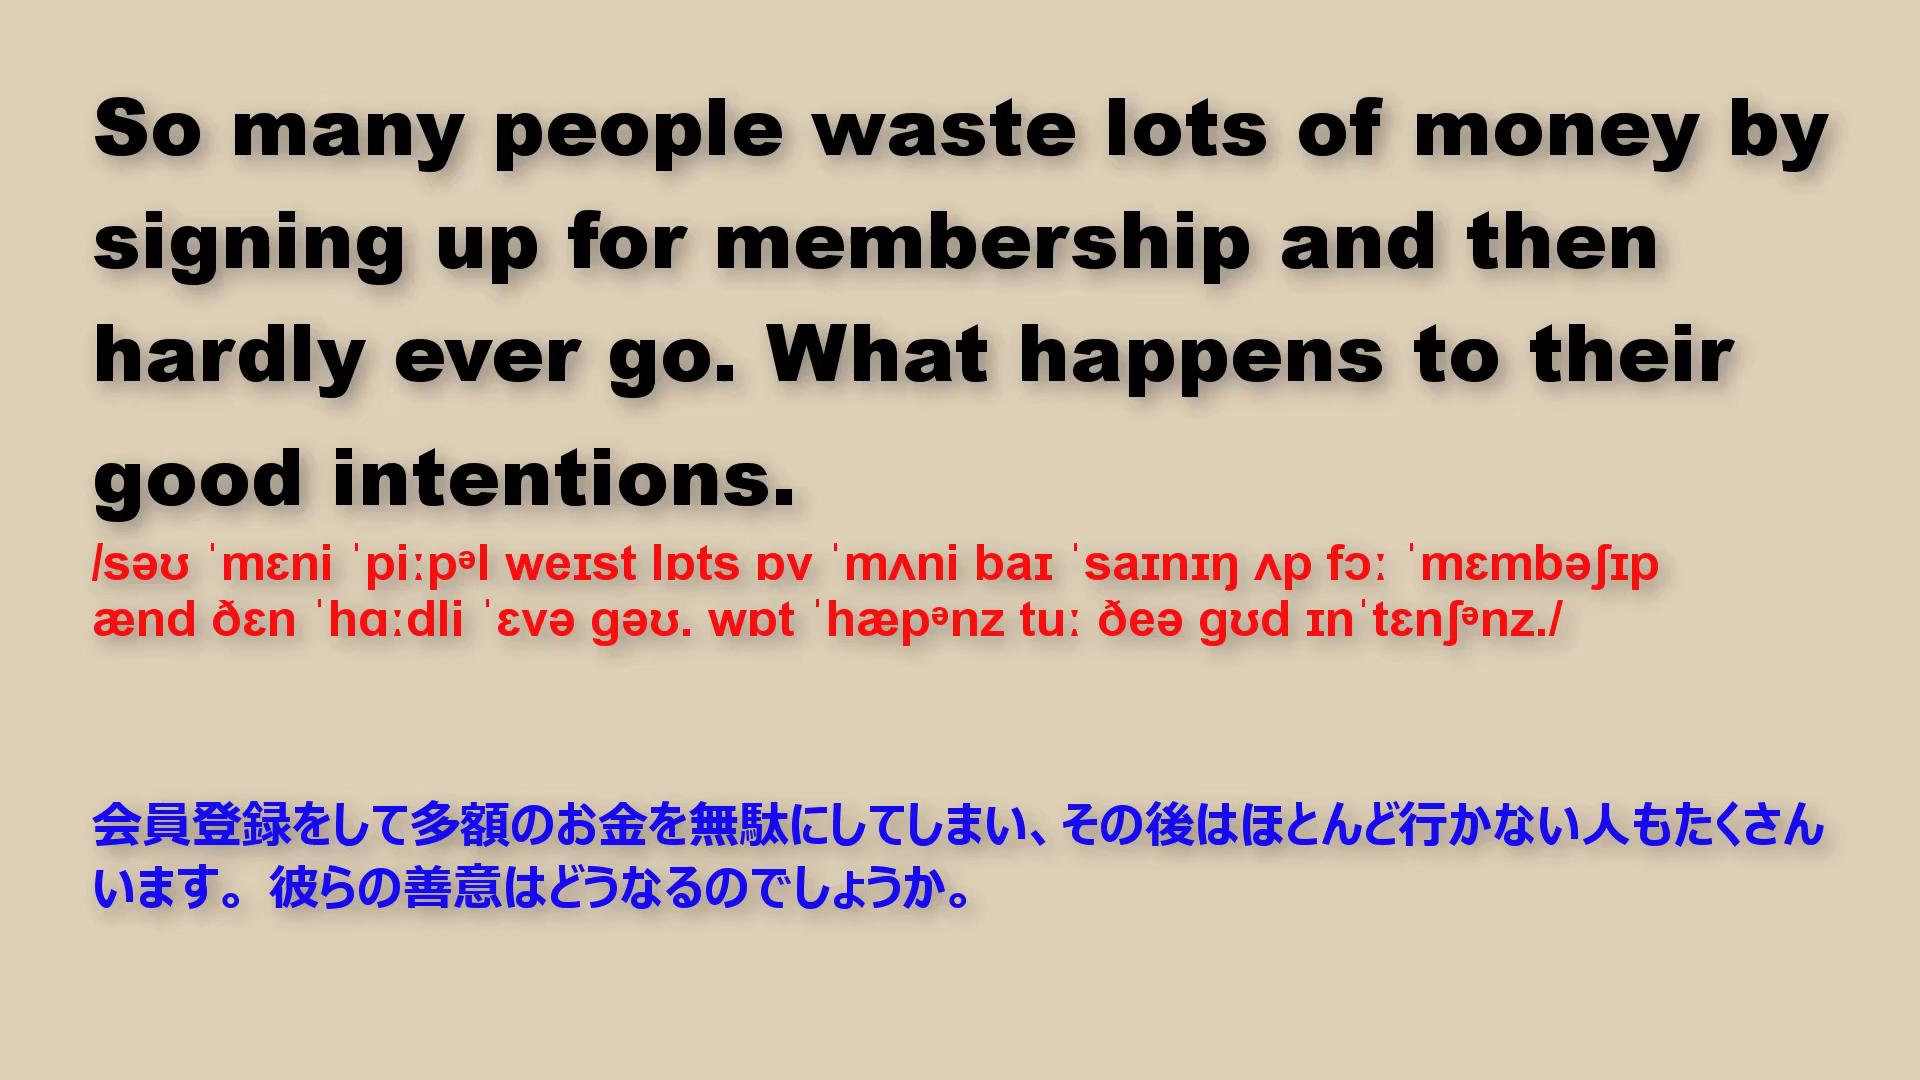 So many people waste lots of money by
signing up for membership and then
hardly ever go. What happens to their
good intentions.
/səʊ ˈmɛni ˈpiːpᵊl weɪst lɒts ɒv ˈmʌni baɪ ˈsaɪnɪŋ ʌp fɔː ˈmɛmbəʃɪp
ænd ðɛn ˈhɑːdli ˈɛvə gəʊ. wɒt ˈhæpᵊnz tuː ðeə gʊd ɪnˈtɛnʃᵊnz./
会員登録をして多額のお金を無駄にしてしまい、その後はほとんど行かない人もたくさん
います。彼らの善意はどうなるのでしょうか。